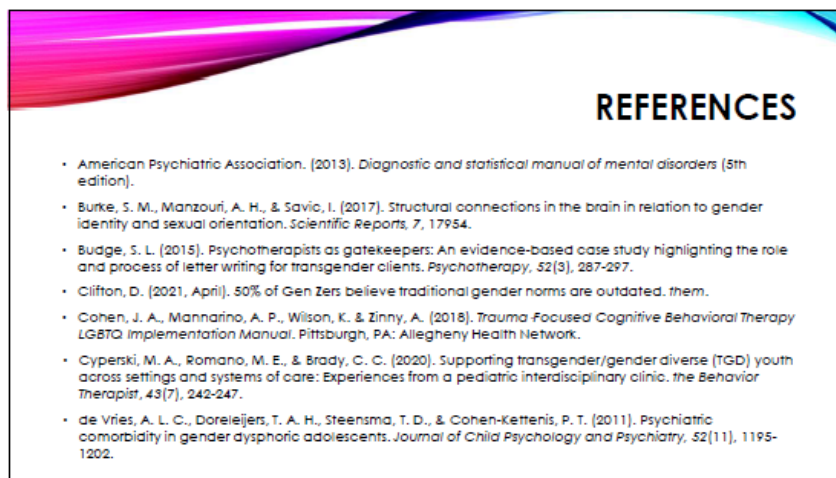 REFERENCES
• American Psychiatric Association. (2013). Diagnostic and statistical manual of mental disorders (5th
edition).
• Burke, S. M., Manzouri, A. H., & Savic, I. (2017). Structural connections in the brain in relation to gender
identity and sexual orientation. Scientific Reports, 7, 17954.
• Budge, S. L. (2015). Psychotherapists as gatekeepers: An evidence-based case study highlighting the role
and process of letter writing for transgender clients. Psychotherapy, 52(3), 287-297.
• Clifton, D. (2021, April). 50% of Gen Zers believe traditional gender norms are outdated. them.
• Cohen, J. A., Mannarino, A. P., Wilson, K. & Zinny, A. (2018). Trauma-Focused Cognitive Behavioral Therapy
LGBTQ Implementation Manual. Pittsburgh, PA: Allegheny Health Network.
• Cyperski, M. A., Romano, M. E., & Brady, C. C. (2020). Supporting transgender/gender diverse (TGD) youth
across settings and systems of care: Experiences from a pediatric interdisciplinary clinic. the Behavior
Therapist, 43(7), 242-247.
• de Vries, A. L. C., Doreleijers, T. A. H., Steensma, T. D., & Cohen-Kettenis, P. T. (2011). Psychiatric
comorbidity in gender dysphoric adolescents. Journal of Child Psychology and Psychiatry, 52(11), 1195-
1202.